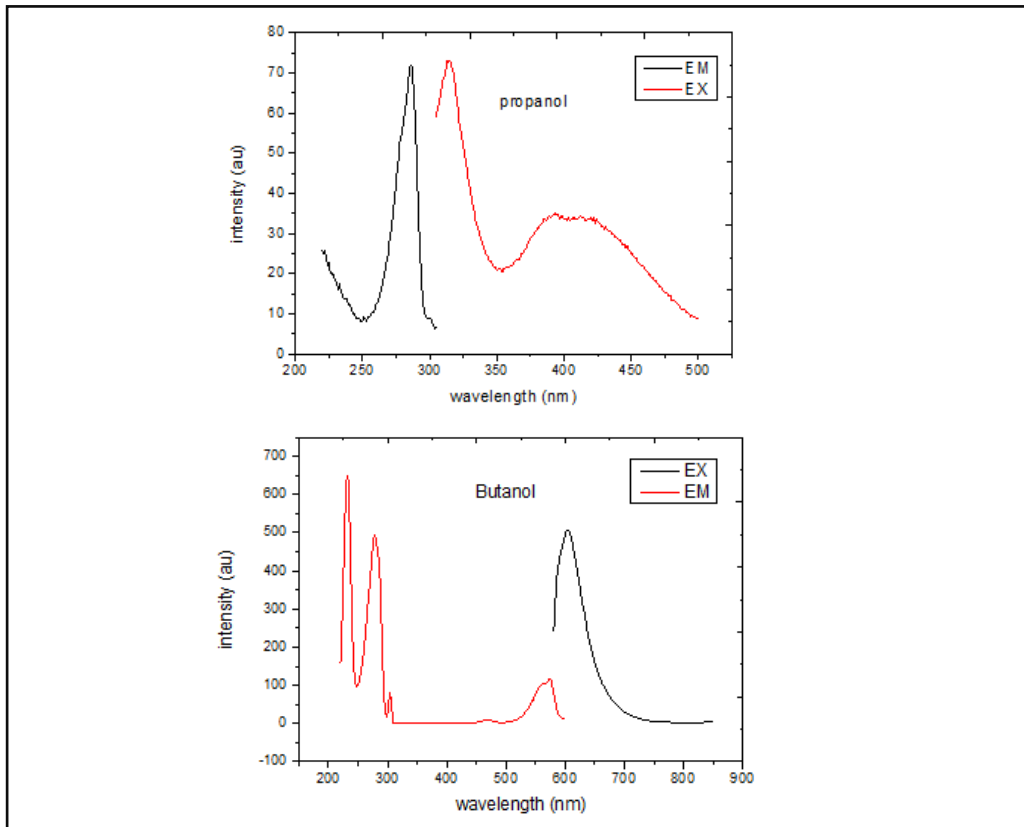 80
70
60
50
40
30
20
10
0
intensity (au)
propanol
EM
EX
200 250 300 350 400 450 500
wavelength (nm)
700
600
500
400
300
200
100
0
-100
intensity (au)
Butanol
EX
EM
200 300 400 500 600 700 800 900
wavelength (nm)